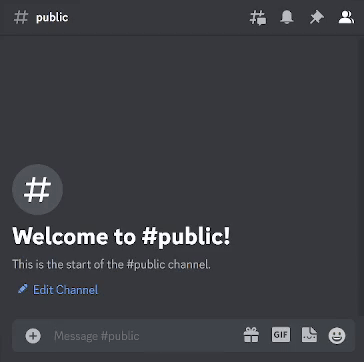 # public
#
Welcome to #public!
This is the start of the #public channel.
Edit Channel
Message #public
GIF